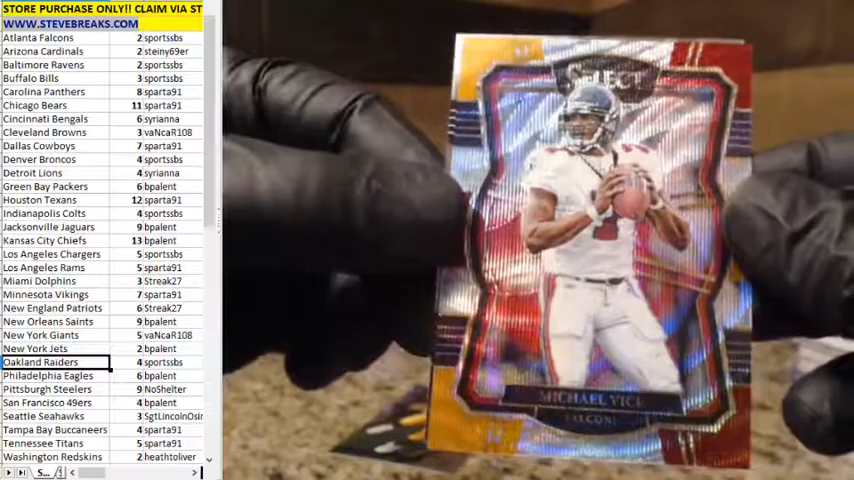 STORE PURCHASE ONLY!! CLAIM VIA ST
WWW.STEVEBREAKS.COM
Atlanta Falcons 2 sportssbs
Arizona Cardinals 2 steiny69er
Baltimore Ravens 2 sportssbs
Buffalo Bills 3 sportssbs
Carolina Panthers 8 sparta91
Chicago Bears 11 sparta91
Cincinnati Bengals 6 syrianna
Cleveland Browns 3 vaNcaR108
Dallas Cowboys 7 sparta91
Denver Broncos 4 sportssbs
Detroit Lions 4 syrianna
Green Bay Packers 6 bpalent
Houston Texans 12 sparta91
Indianapolis Colts 4 sportssbs
Jacksonville Jaguars 9 bpalent
Kansas City Chiefs 13 bpalent
Los Angeles Chargers 5 sportssbs
Los Angeles Rams 5 sparta91
Miami Dolphins 3 Streak27
Minnesota Vikings 7 sparta91
New England Patriots 6 Streak27
New Orleans Saints 9 bpalent
New York Giants 5 vaNcaR108
New York Jets 2 bpalent
Oakland Raiders 4 sportssbs
Philadelphia Eagles 6 bpalent
Pittsburgh Steelers 9 NoShelter
San Francisco 49ers 4 bpalent
Seattle Seahawks 3 SgtLincolnOsir
Tampa Bay Buccaneers 4 sparta91
Tennessee Titans 5 sparta91
Washington Redskins 2 heathtoliver
S...
SELECT
MICHAEL VICK
FALCONS